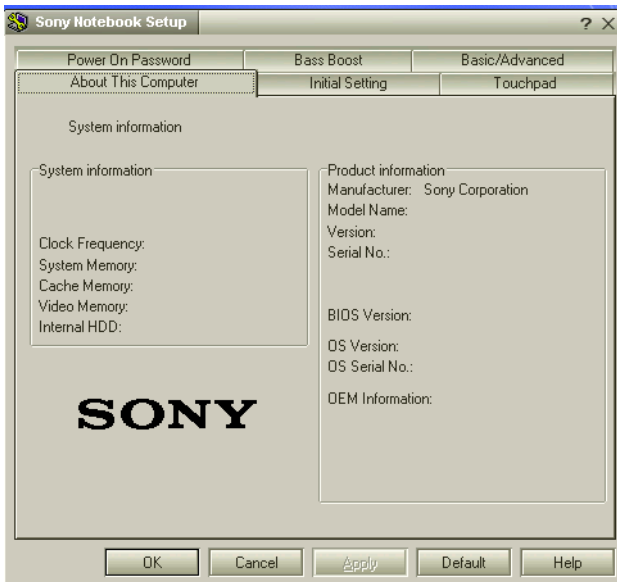 Sony Notebook Setup
Power On Password
Bass Boost
Basic/Advanced
About This Computer
Initial Setting
Touchpad
System information
System information
Clock Frequency:
System Memory:
Cache Memory:
Video Memory:
Internal HDD:
Product information
Manufacturer: Sony Corporation
Model Name:
Version:
Serial No.:
BIOS Version:
OS Version:
OS Serial No.:
OEM Information:
SONY
OK
Cancel
Apply
Default
Help